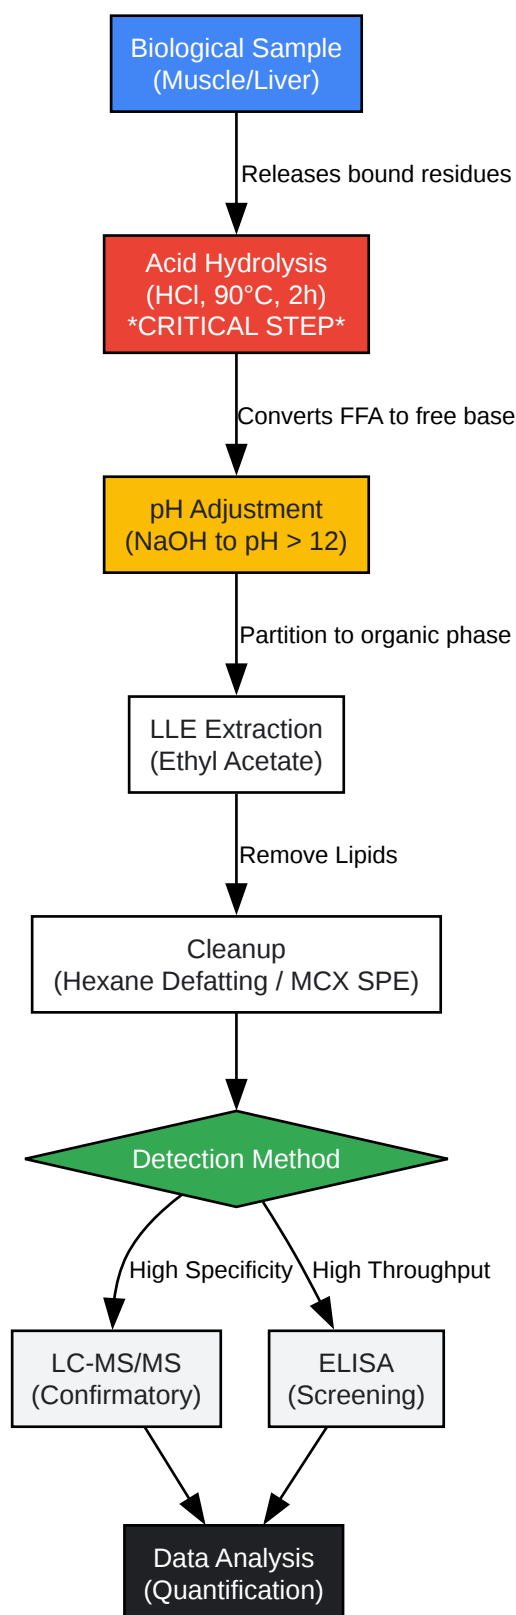 Biological Sample
(Muscle/Liver)
Releases bound residues
Acid Hydrolysis
(HCl, 90°C, 2h)
*CRITICAL STEP*
Converts FFA to free base
pH Adjustment
(NaOH to pH > 12)
Partition to organic phase
LLE Extraction
(Ethyl Acetate)
Remove Lipids
Cleanup
(Hexane Defatting / MCX SPE)
Detection Method
High Specificity
High Throughput
LC-MS/MS
(Confirmatory)
ELISA
(Screening)
Data Analysis
(Quantification)